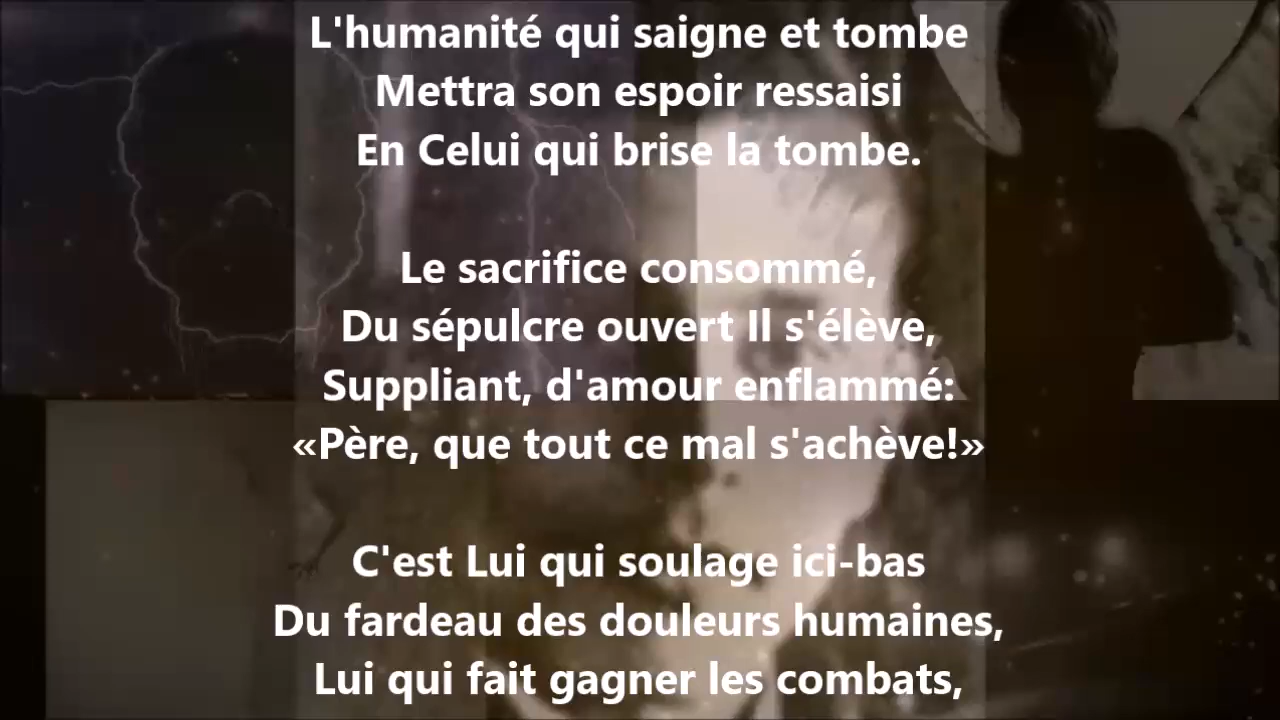 L'humanité qui saigne et tombe
Mettra son espoir ressaisi
En Celui qui brise la tombe.
Le sacrifice consommé,
Du sépulcre ouvert Il s'élève,
Suppliant, d'amour enflammé:
«Père, que tout ce mal s'achève!»
C'est Lui qui soulage ici-bas
Du fardeau des douleurs humaines,
Lui qui fait gagner les combats,